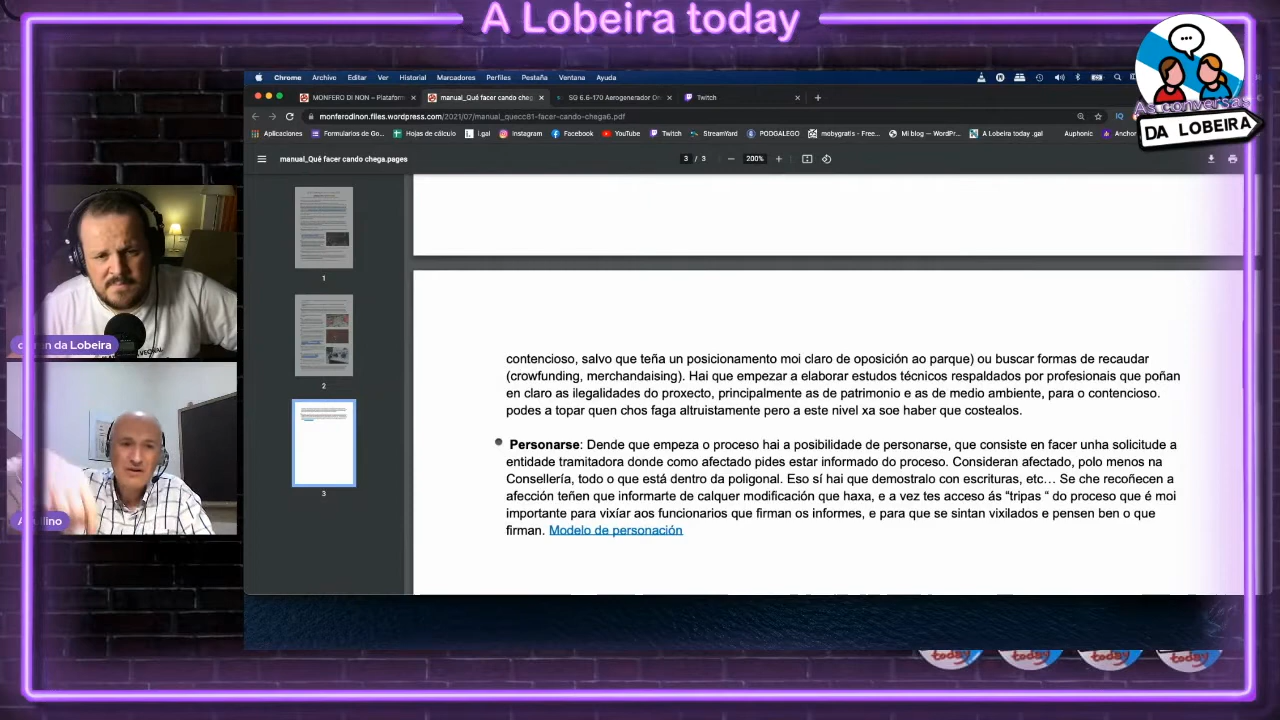 A Lobeira today
As conversas
DA LOBEIRA
Chrome Archivo Editar Ver Historial Marcadores Perfiles Pestaña Ventana Ayuda
MONFERO DI NON – Plataform
manual_Qué facer cando cheg
SG 6.6-170 Aerogenerador On
Twitch
monferodinon.files.wordpress.com/2021/07/manual_quecc81-facer-cando-chega6.pdf
Aplicaciones Formularios de Go... Hojas de cálculo i.gal Instagram Facebook YouTube Twitch StreamYard POOGALEGO mobygratis - Free... Mi blog — WordPr... A Lobeira today .gal Auphonic Anchor
manual_Qué facer cando chega.pages
3 / 3
200%
1
2
3
contencioso, salvo que teña un posicionamento moi claro de oposición ao parque) ou buscar formas de recaudar
(crowfunding, merchandaising). Hai que empezar a elaborar estudos técnicos respaldados por profesionais que poñan
en claro as ilegalidades do proxecto, principalmente as de patrimonio e as de medio ambiente, para o contencioso.
podes a topar quen chos faga altruistamente pero a este nivel xa soe haber que costealos.
Personarse: Dende que empeza o proceso hai a posibilidade de personarse, que consiste en facer unha solicitude a
entidade tramitadora donde como afectado pides estar informado do proceso. Consideran afectado, polo menos na
Consellería, todo o que está dentro da poligonal. Eso sí hai que demostralo con escrituras, etc… Se che recoñecen a
afección teñen que informarte de calquer modificación que haxa, e a vez tes acceso ás “tripas “ do proceso que é moi
importante para vixíar aos funcionarios que firman os informes, e para que se sintan vixilados e pensen ben o que
firman. Modelo de personación
da Lobeira
today today today today